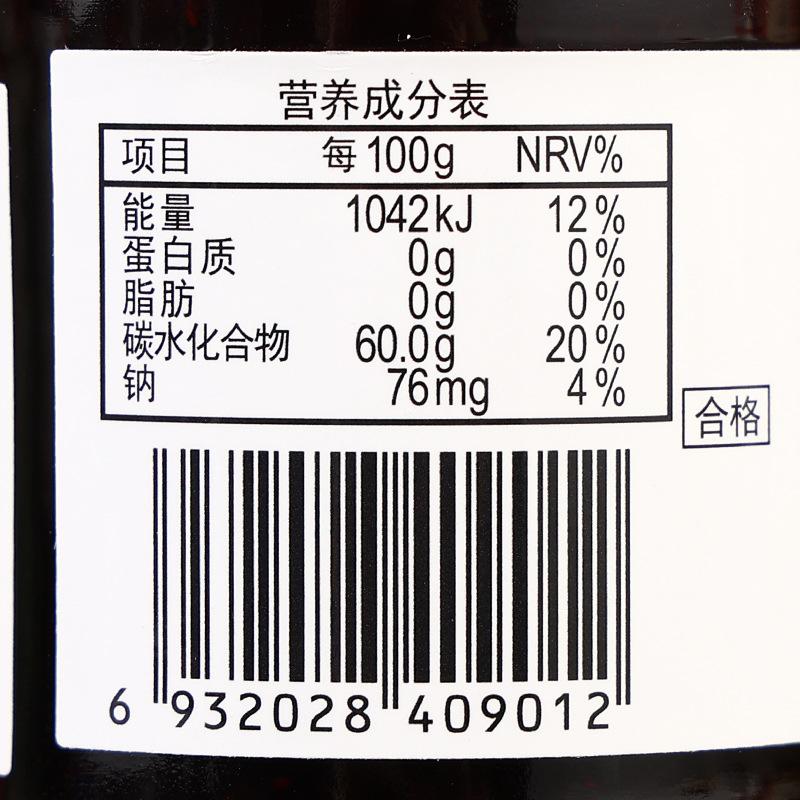 营养成分表
项目 每100g NRV%
能量 1042kJ 12%
蛋白质 0g 0%
脂肪 0g 0%
碳水化合物 60.0g 20%
钠 76mg 4%
合格
6 932028 409012